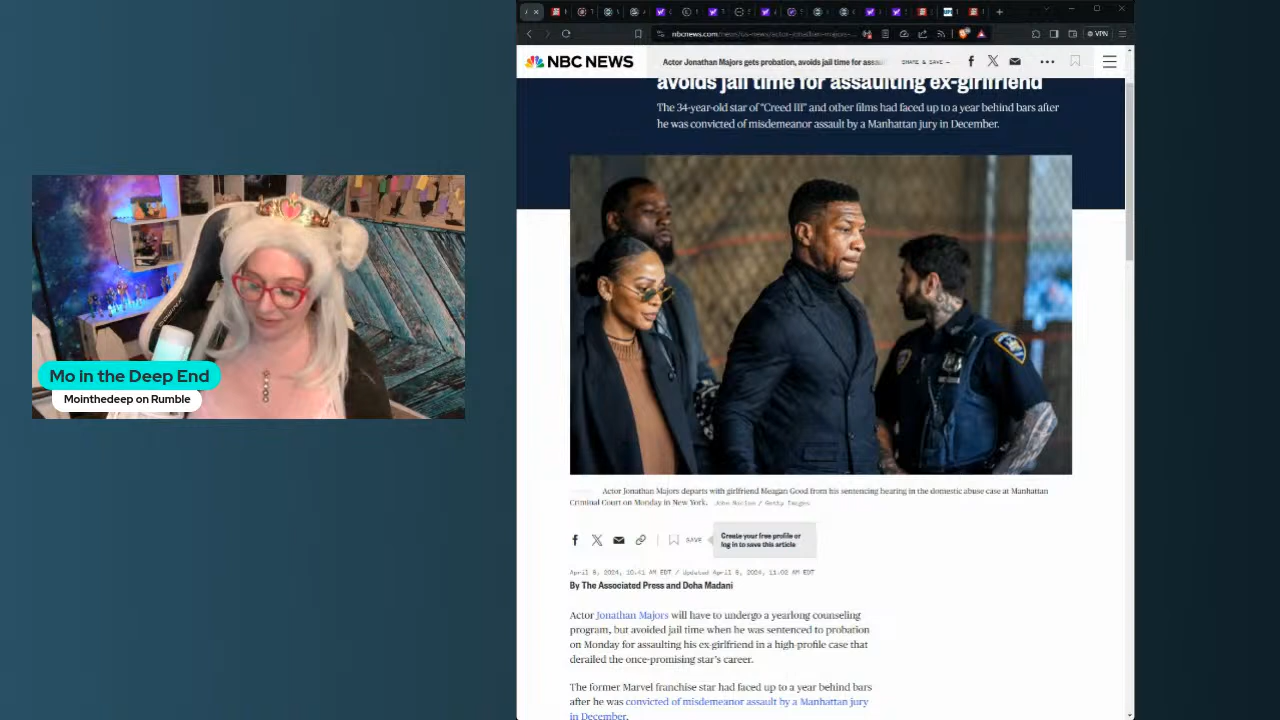 NBC NEWS
Actor Jonathan Majors gets probation, avoids jail time for
SHARE & SAVE
VPN
avoids jail time for assaulting ex-girlfriend
The 34-year-old star of "Creed III" and other films had faced up to a year behind bars after
he was convicted of misdemeanor assault by a Manhattan jury in December.
Mo in the Deep End
Mointhedeep on Rumble
Actor Jonathan Majors departs with girlfriend Meagan Good from his sentencing hearing in the domestic abuse case at Manhattan
Criminal Court on Monday in New York. / Getty Images
SAVE
Create your free profile or
log in to save this article
April 8, 2024, 10:41 AM EDT / Updated April 8, 2024, AM EDT
By The Associated Press and Doha Madani
Actor Jonathan Majors will have to undergo a yearlong counseling
program, but avoided jail time when he was sentenced to probation
on Monday for assaulting his ex-girlfriend in a high-profile case that
derailed the once-promising star's career.
The former Marvel franchise star had faced up to a year behind bars
after he was convicted of misdemeanor assault by a Manhattan jury
in December.